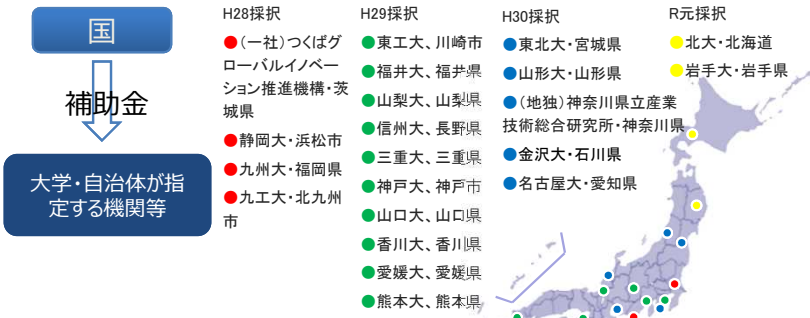 国
補助金
大学・自治体が指
定する機関等
H28採択
●(一社)つくばグ
ローバルイノベー
ション推進機構・茨
城県
●静岡大・浜松市
●九州大・福岡県
●九工大・北九州
市
H29採択
●東工大、川崎市
●福井大、福井県
●山梨大、山梨県
●信州大、長野県
●三重大、三重県
●神戸大、神戸市
●山口大、山口県
●香川大、香川県
●愛媛大、愛媛県
●熊本大、熊本県
H30採択
●東北大・宮城県
●山形大・山形県
●(地独)神奈川県立産業
技術総合研究所・神奈川県
●金沢大・石川県
●名古屋大・愛知県
R元採択
●北大・北海道
●岩手大・岩手県